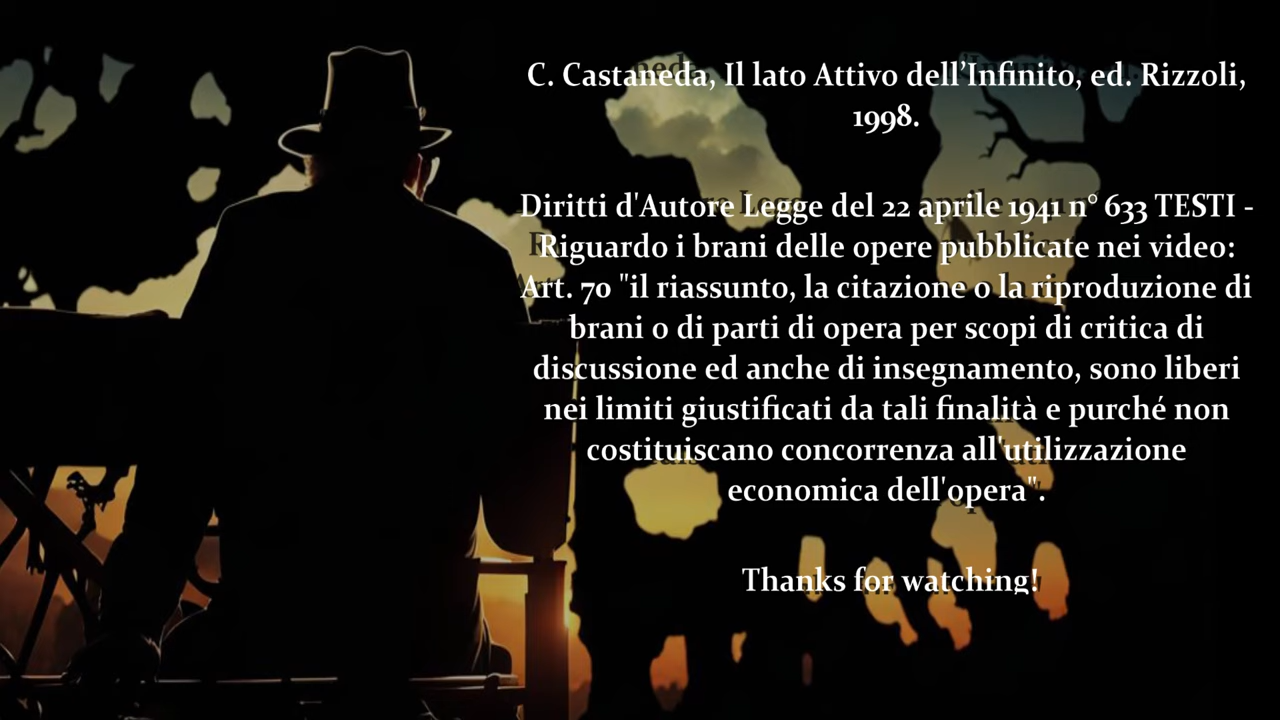 C. Castaneda, Il lato Attivo dell’Infinito, ed. Rizzoli,
1998.
Diritti d'Autore Legge del 22 aprile 1941 n° 633 TESTI -
Riguardo i brani delle opere pubblicate nei video:
Art. 70 "il riassunto, la citazione o la riproduzione di
brani o di parti di opera per scopi di critica di
discussione ed anche di insegnamento, sono liberi
nei limiti giustificati da tali finalità e purché non
costituiscano concorrenza all'utilizzazione
economica dell'opera".
Thanks for watching!